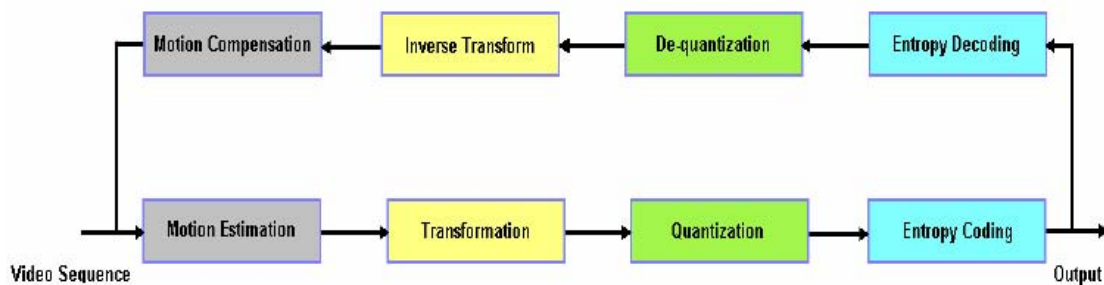 Motion Compensation
Inverse Transform
De-quantization
Entropy Decoding
Motion Estimation
Transformation
Quantization
Entropy Coding
Video Sequence
Output